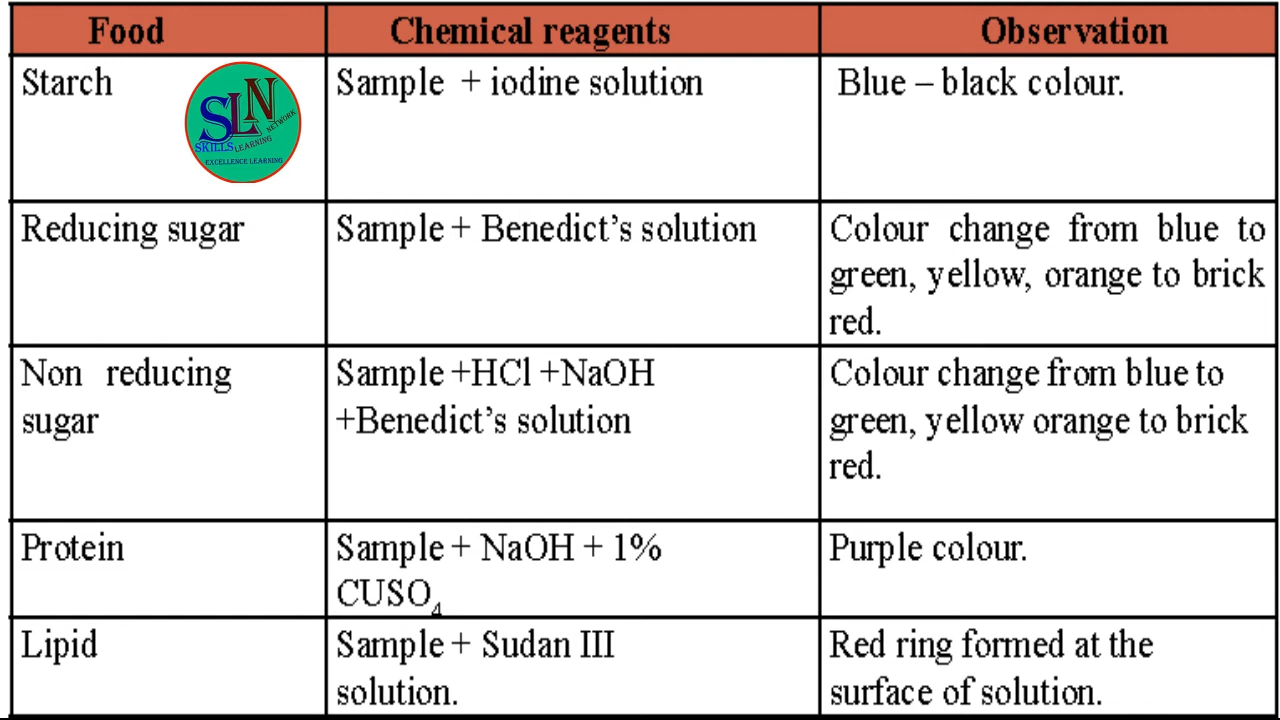 Food Chemical reagents Observation
Starch Sample + iodine solution Blue – black colour.
SLN
SKILLS LEARNING NETWORK
EXCELLENCE LEARNING
Reducing sugar Sample + Benedict’s solution Colour change from blue to
green, yellow, orange to brick
red.
Non reducing Sample +HCl +NaOH Colour change from blue to
sugar +Benedict’s solution green, yellow orange to brick
red.
Protein Sample + NaOH + 1% Purple colour.
CUSO₄
Lipid Sample + Sudan III Red ring formed at the
solution. surface of solution.